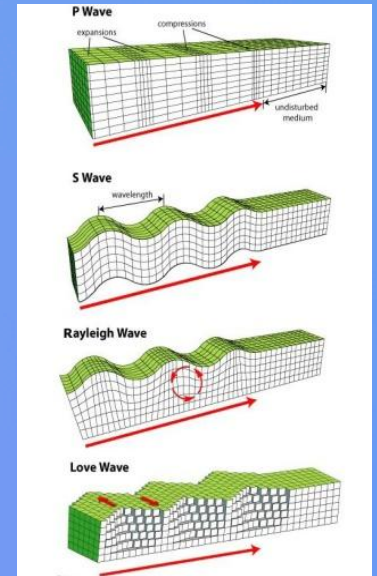 P Wave
compressions
expansions
undisturbed
medium
S Wave
wavelength
Rayleigh Wave
Love Wave